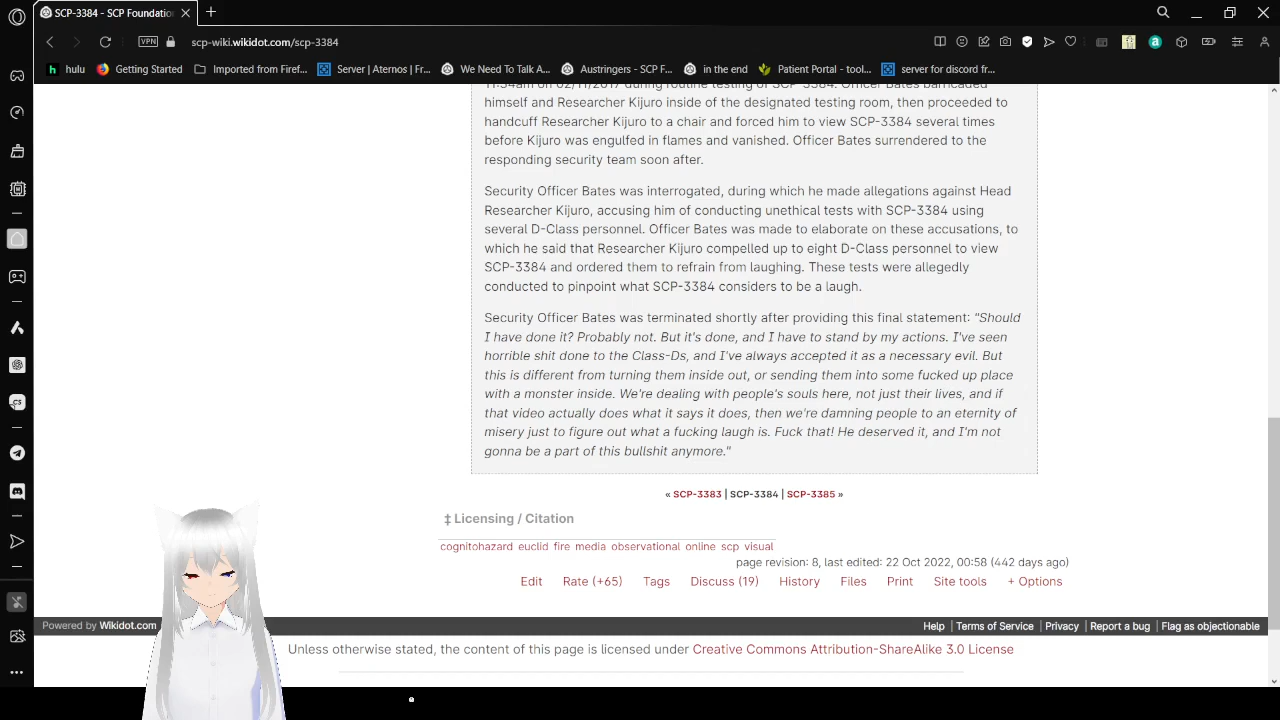 SCP-3384 - SCP Foundatio
scp-wiki.wikidot.com/scp-3384
VPN
hulu
Getting Started
Imported from Firef...
Server | Aternos | Fr...
We Need To Talk A...
Austringers - SCP F...
in the end
Patient Portal - tool...
server for discord fr...
11:34am on 02/11/2017 during routine testing of SCP-3384. Officer Bates barricaded
himself and Researcher Kijuro inside of the designated testing room, then proceeded to
handcuff Researcher Kijuro to a chair and forced him to view SCP-3384 several times
before Kijuro was engulfed in flames and vanished. Officer Bates surrendered to the
responding security team soon after.
Security Officer Bates was interrogated, during which he made allegations against Head
Researcher Kijuro, accusing him of conducting unethical tests with SCP-3384 using
several D-Class personnel. Officer Bates was made to elaborate on these accusations, to
which he said that Researcher Kijuro compelled up to eight D-Class personnel to view
SCP-3384 and ordered them to refrain from laughing. These tests were allegedly
conducted to pinpoint what SCP-3384 considers to be a laugh.
Security Officer Bates was terminated shortly after providing this final statement: "Should
I have done it? Probably not. But it's done, and I have to stand by my actions. I've seen
horrible shit done to the Class-Ds, and I've always accepted it as a necessary evil. But
this is different from turning them inside out, or sending them into some fucked up place
with a monster inside. We're dealing with people's souls here, not just their lives, and if
that video actually does what it says it does, then we're damning people to an eternity of
misery just to figure out what a fucking laugh is. Fuck that! He deserved it, and I'm not
gonna be a part of this bullshit anymore."
« SCP-3383 | SCP-3384 | SCP-3385 »
‡ Licensing / Citation
cognitohazard euclid fire media observational online scp visual
page revision: 8, last edited: 22 Oct 2022, 00:58 (442 days ago)
Edit Rate (+65) Tags Discuss (19) History Files Print Site tools + Options
Powered by Wikidot.com
Help | Terms of Service | Privacy | Report a bug | Flag as objectionable
Unless otherwise stated, the content of this page is licensed under Creative Commons Attribution-ShareAlike 3.0 License